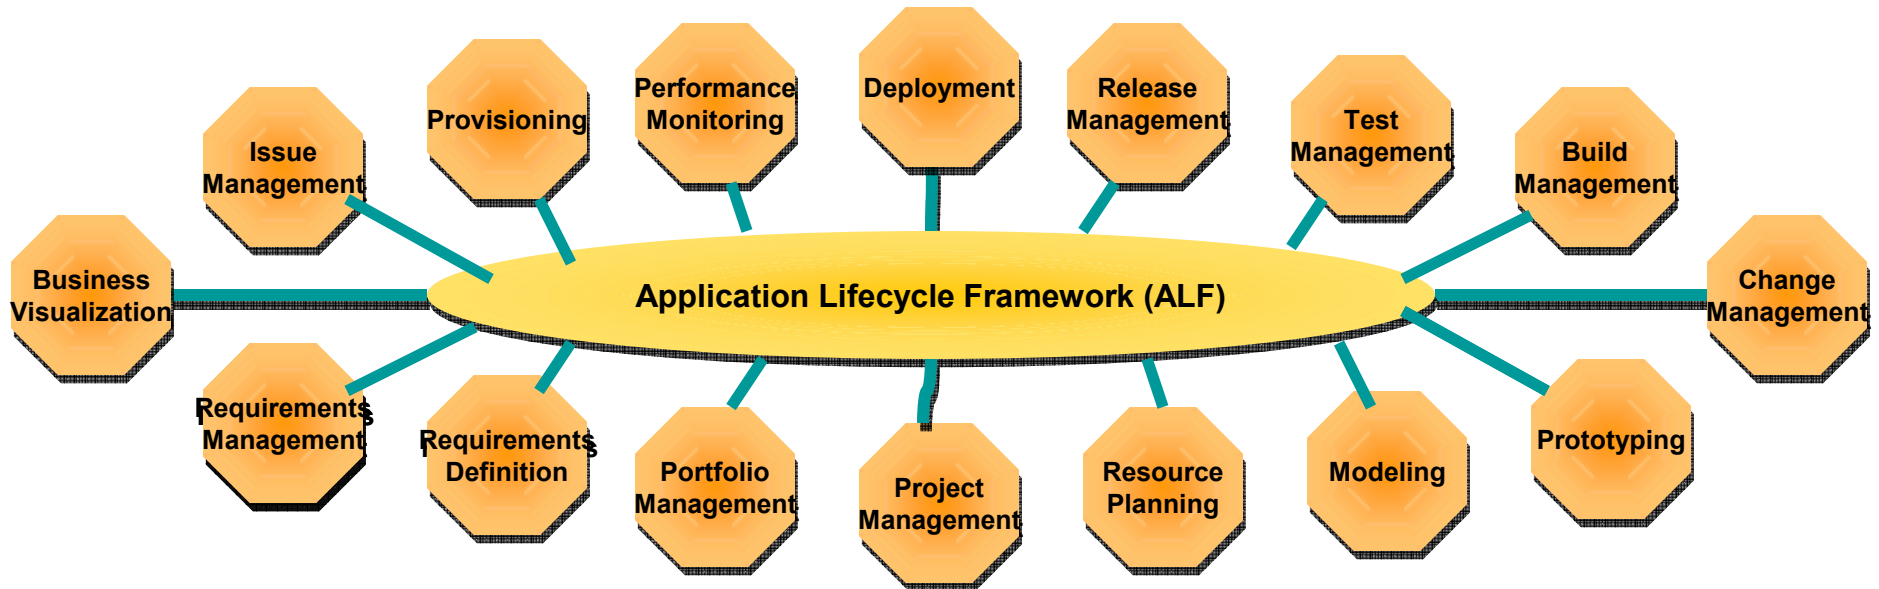 Deployment
Performance
Monitoring
Release
Management
Provisioning
Test
Management
Issue
Management
Build
Management
Business
Visualization
Application Lifecycle Framework (ALF)
Change
Management
Requirements
Management
Requirements
Definition
Portfolio
Management
Project
Management
Resource
Planning
Modeling
Prototyping